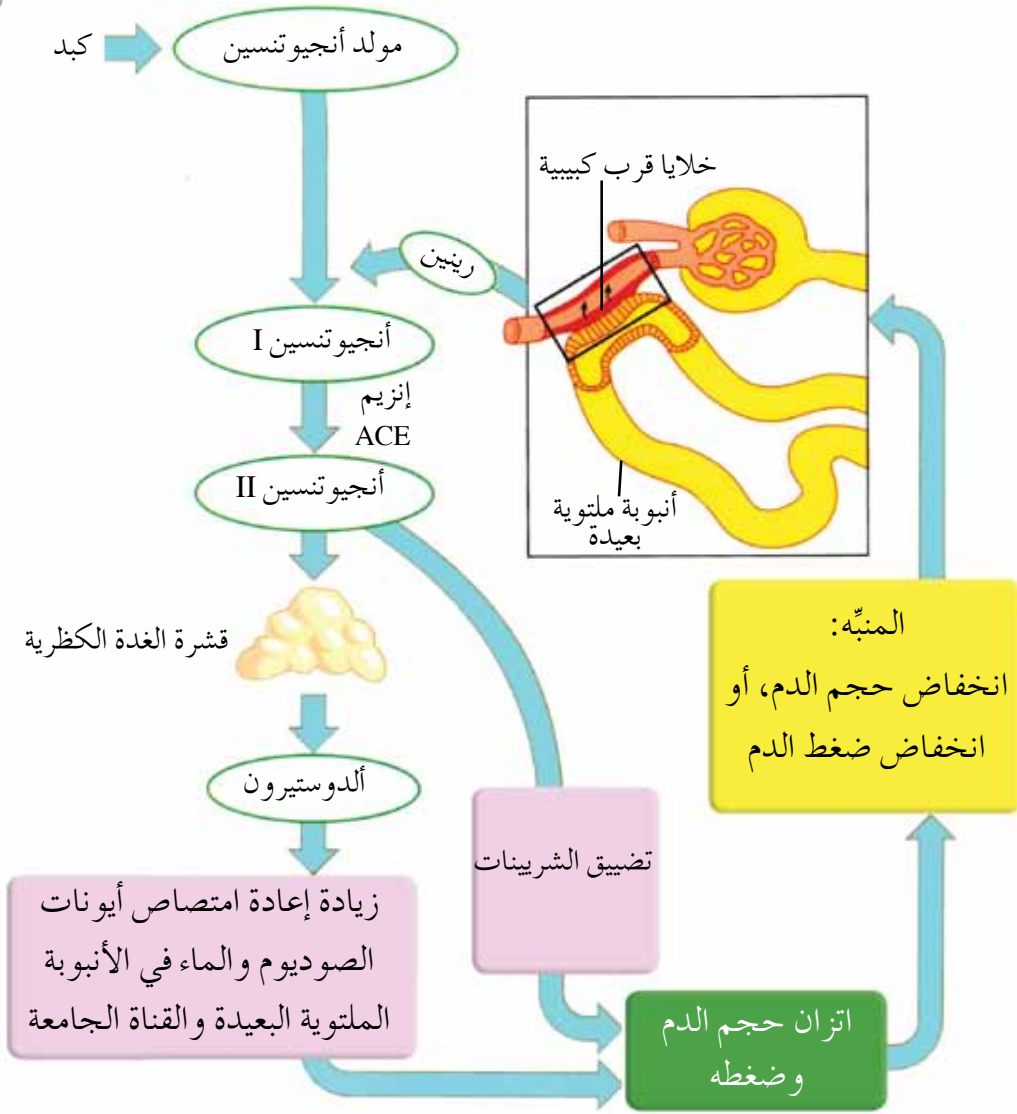 مولد أنجيوتنسين
كبد
خلايا قرب كبيبية
رينين
أنجيوتنسين I
إنزيم
ACE
أنجيوتنسين II
أنبوبة ملتوية
بعيدة
قشرة الغدة الكظرية
المنبِّه:
انخفاض حجم الدم، أو
انخفاض ضغط الدم
ألدوستيرون
تضييق الشريينات
زيادة إعادة امتصاص أيونات
الصوديوم والماء في الأنبوبة
الملتوية البعيدة والقناة الجامعة
اتزان حجم الدم
وضغطه